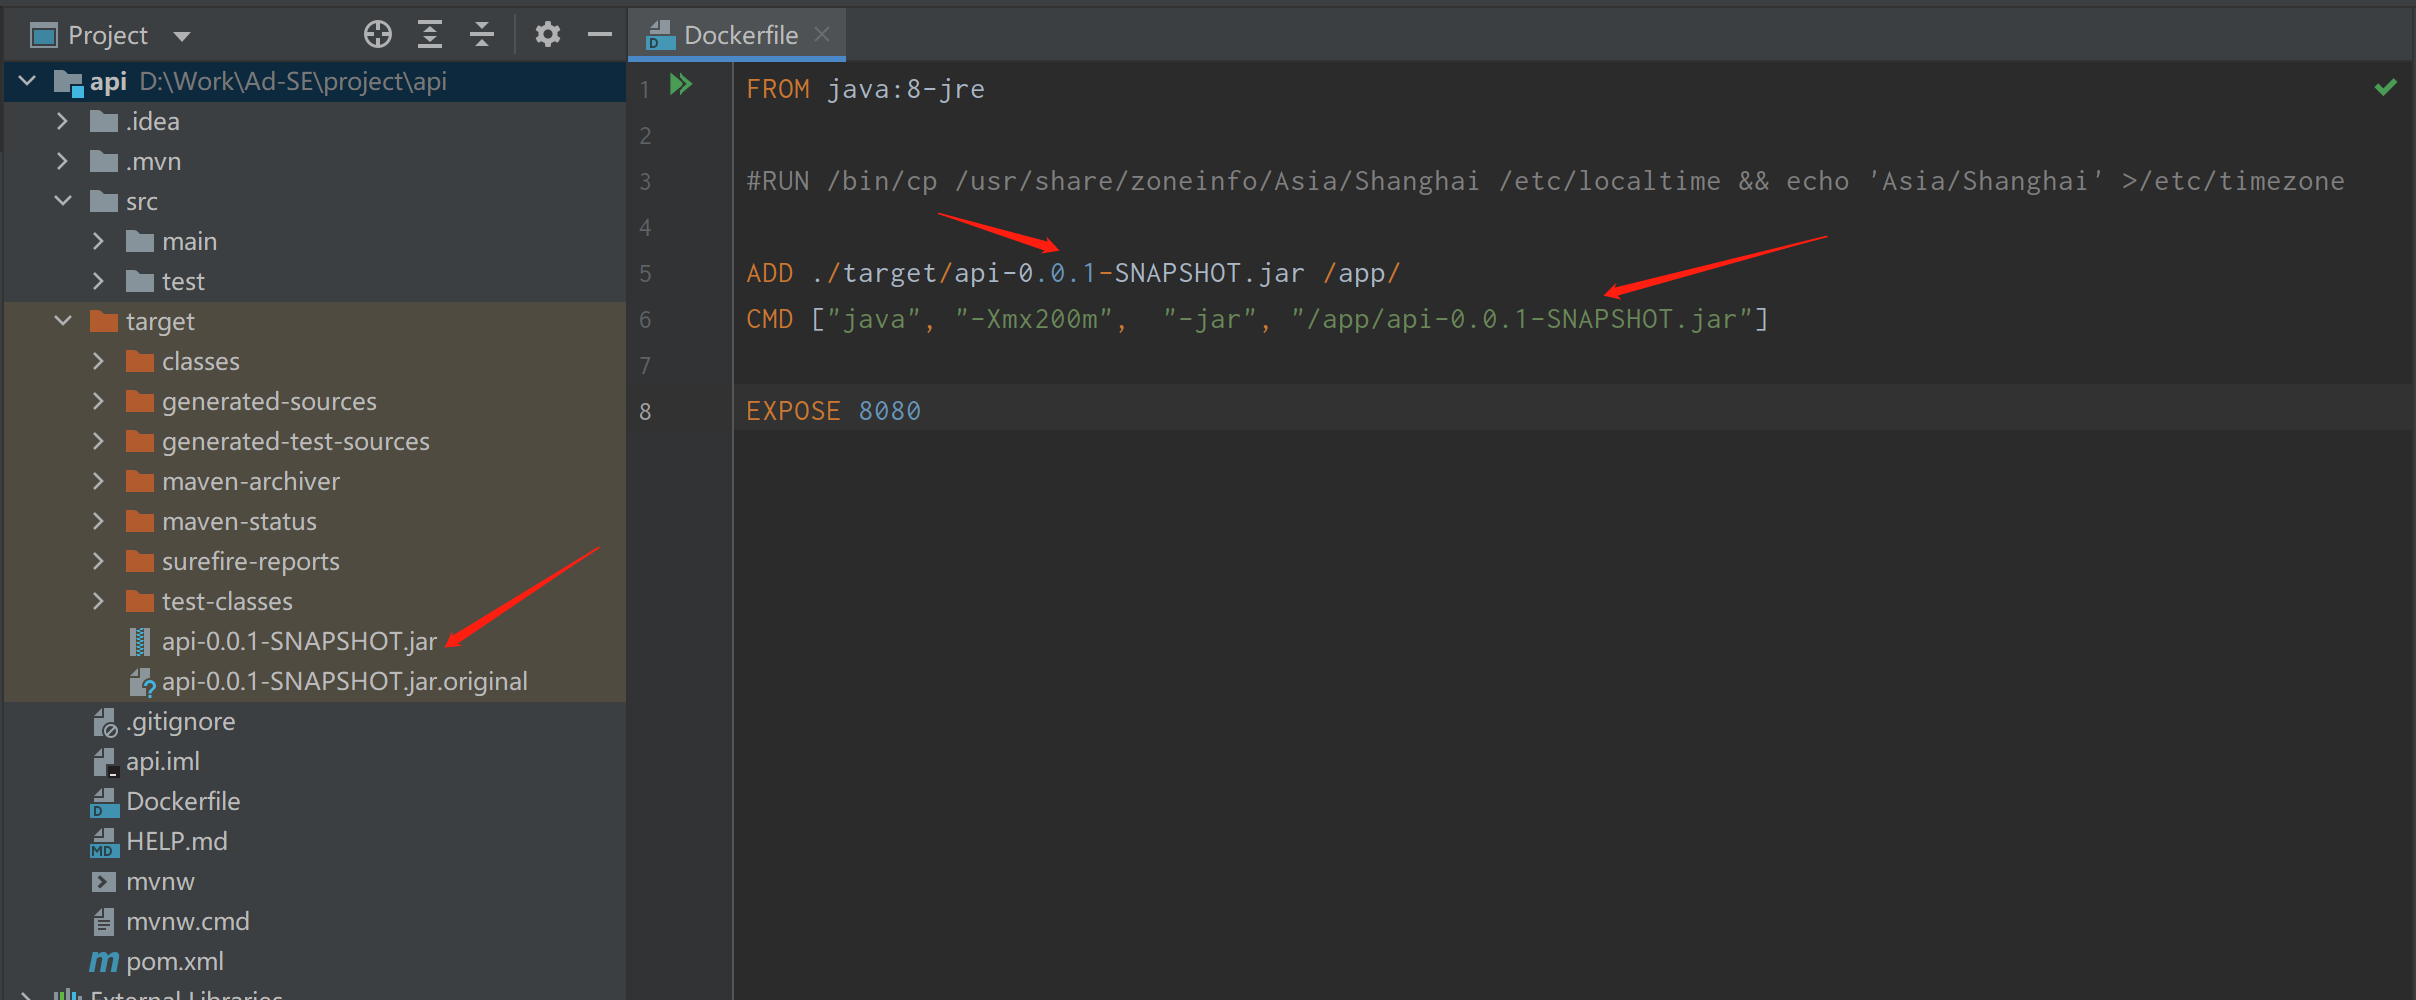 Project
api D:\Work\Ad-SE\project\api
.idea
.mvn
src
main
test
target
classes
generated-sources
generated-test-sources
maven-archiver
maven-status
surefire-reports
test-classes
api-0.0.1-SNAPSHOT.jar
api-0.0.1-SNAPSHOT.jar.original
.gitignore
api.iml
Dockerfile
HELP.md
mvnw
mvnw.cmd
pom.xml
External Libraries
Dockerfile
1 FROM java:8-jre
2
3 #RUN /bin/cp /usr/share/zoneinfo/Asia/Shanghai /etc/localtime && echo 'Asia/Shanghai' >/etc/timezone
4
5 ADD ./target/api-0.0.1-SNAPSHOT.jar /app/
6 CMD ["java", "-Xmx200m",  "-jar", "/app/api-0.0.1-SNAPSHOT.jar"]
7
8 EXPOSE 8080